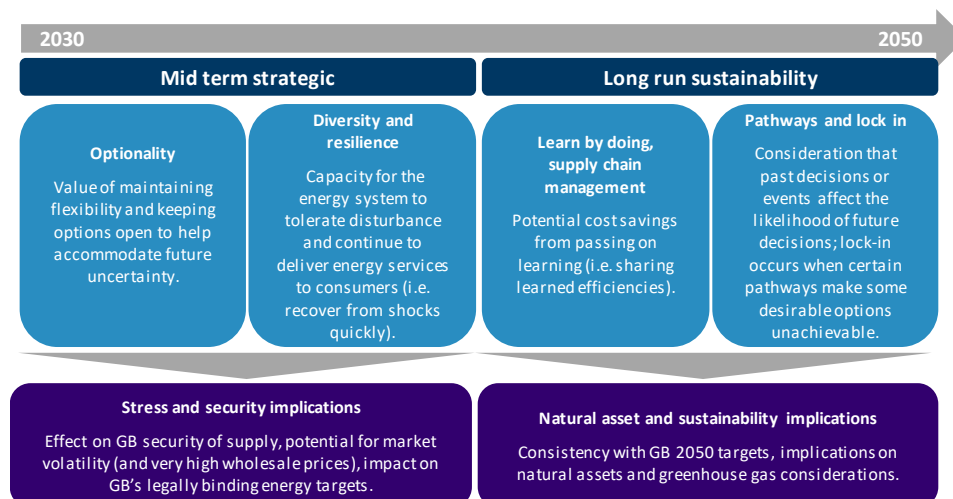 2030
2050
Mid term strategic
Long run sustainability
Optionality
Value of maintaining
flexibility and keeping
options open to help
accommodate future
uncertainty.
Diversity and
resilience
Capacity for the
energy system to
tolerate disturbance
and continue to
deliver energy services
to consumers (i.e.
recover from shocks
quickly).
Learn by doing,
supply chain
management
Potential cost savings
from passing on
learning (i.e. sharing
learned efficiencies).
Pathways and lock in
Consideration that
past decisions or
events affect the
likelihood of future
decisions; lock-in
occurs when certain
pathways make some
desirable options
unachievable.
Stress and security implications
Effect on GB security of supply, potential for market
volatility (and very high wholesale prices), impact on
GB's legally binding energy targets.
Natural asset and sustainability implications
Consistency with GB 2050 targets, implications on
natural assets and greenhouse gas considerations.